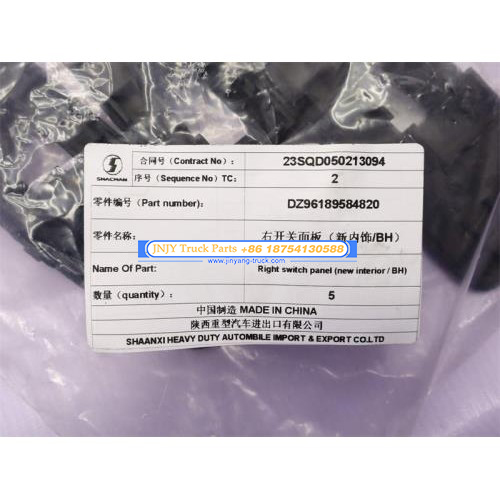 SHACMAN
合同号（Contract No）: 23SQD050213094
序号（Sequence No）TC: 2
零件编号（Part number）: DZ96189584820
零件名称: 右开关面板（新内饰/BH）
JNJY Truck Parts +86 18754130588
www.jinyang-truck.com
Name Of Part: Right switch panel (new interior / BH)
数量（quantity）: 5
中国制造 MADE IN CHINA
陕西重型汽车进出口有限公司
SHAANXI HEAVY DUTY AUTOMBILE IMPORT & EXPORT CO.LTD